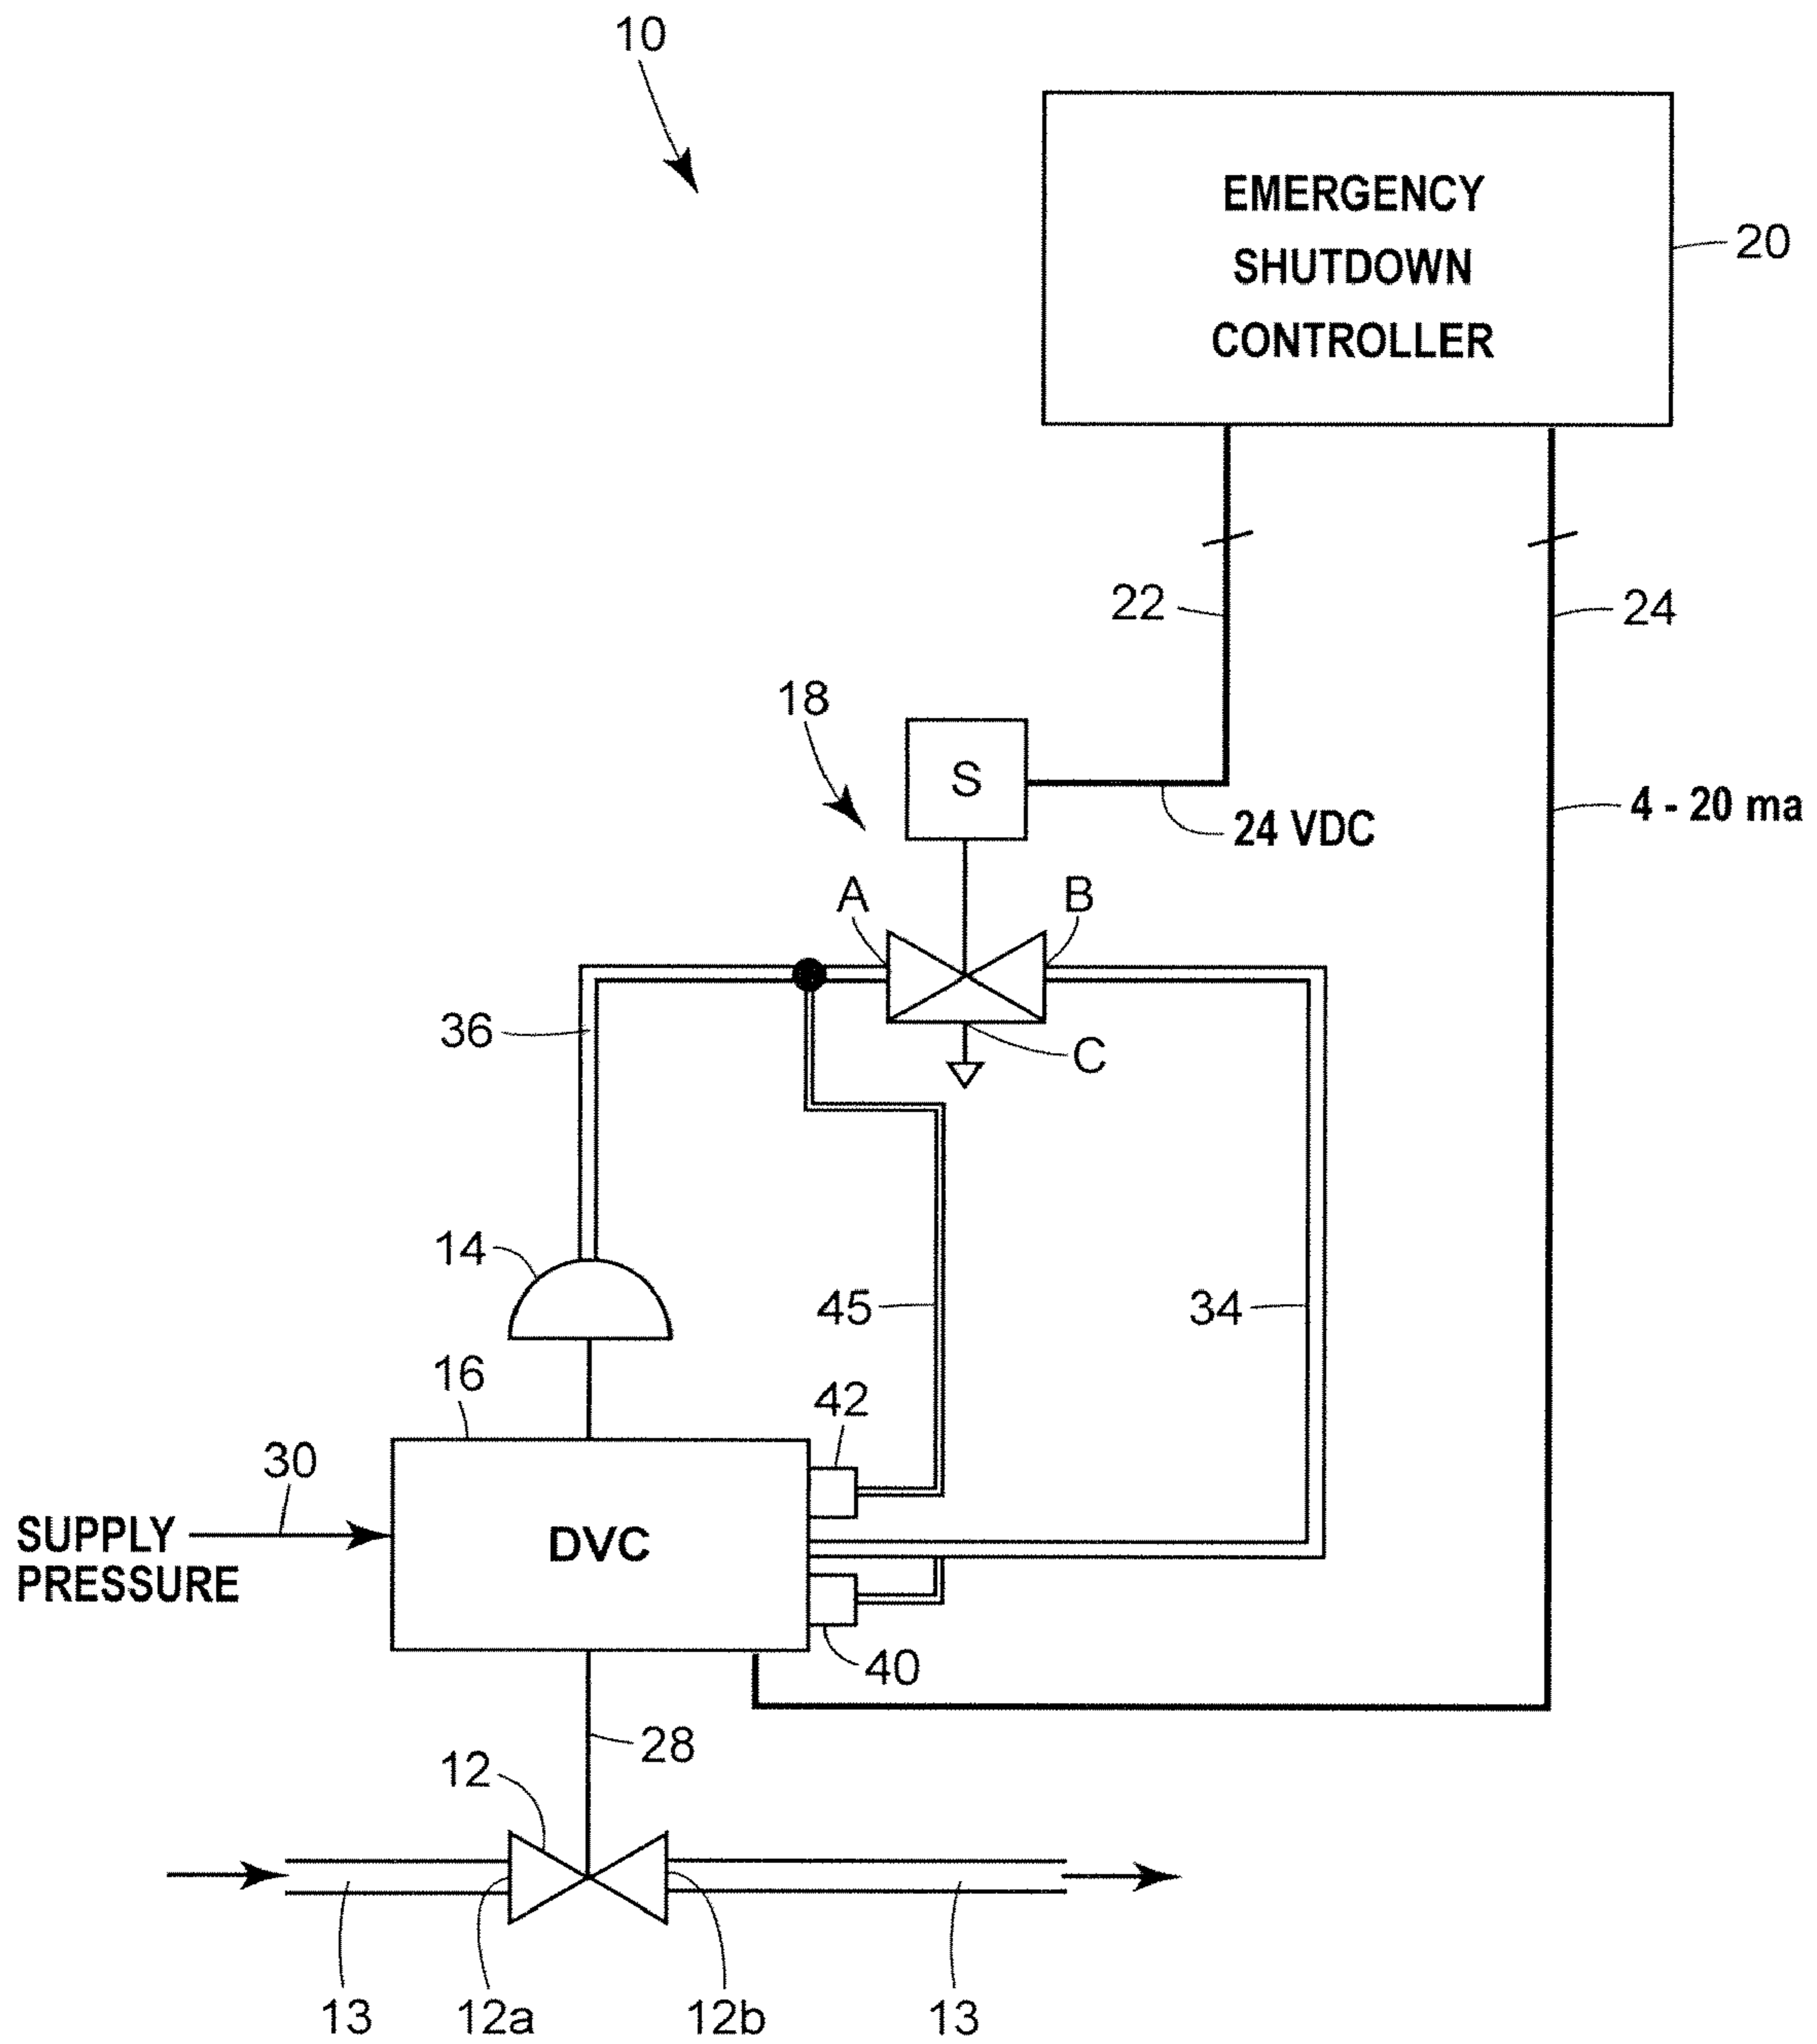 10
EMERGENCY
SHUTDOWN
CONTROLLER
20
22
24
18
S
24 VDC
4 - 20 ma
A
B
36
C
14
45
34
16
42
30
SUPPLY
PRESSURE
DVC
40
28
12
13
12a
12b
13